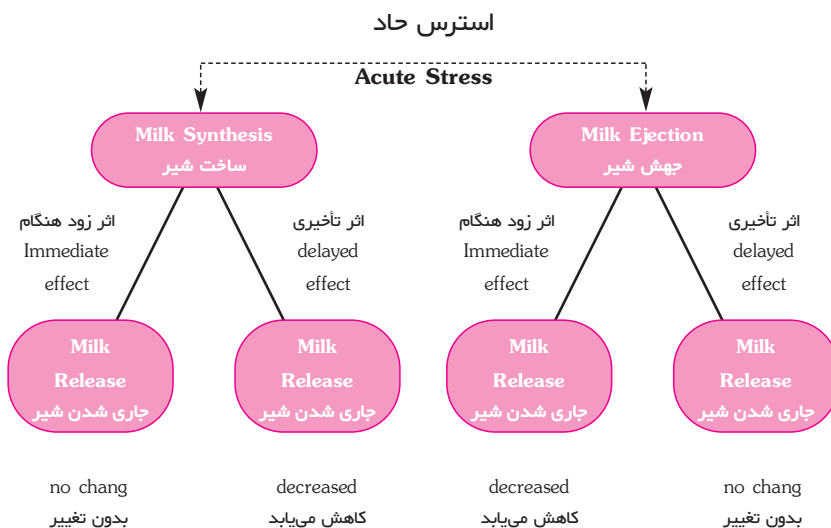 استرس حاد
Acute Stress
Milk Synthesis
ساخت شیر
Milk Ejection
جهش شیر
اثر زود هنگام
Immediate
effect
اثر تأخیری
delayed
effect
اثر زود هنگام
Immediate
effect
اثر تأخیری
delayed
effect
Milk
Release
جاری شدن شیر
Milk
Release
جاری شدن شیر
Milk
Release
جاری شدن شیر
Milk
Release
جاری شدن شیر
no chang
بدون تغییر
decreased
کاهش می‌یابد
decreased
کاهش می‌یابد
no chang
بدون تغییر